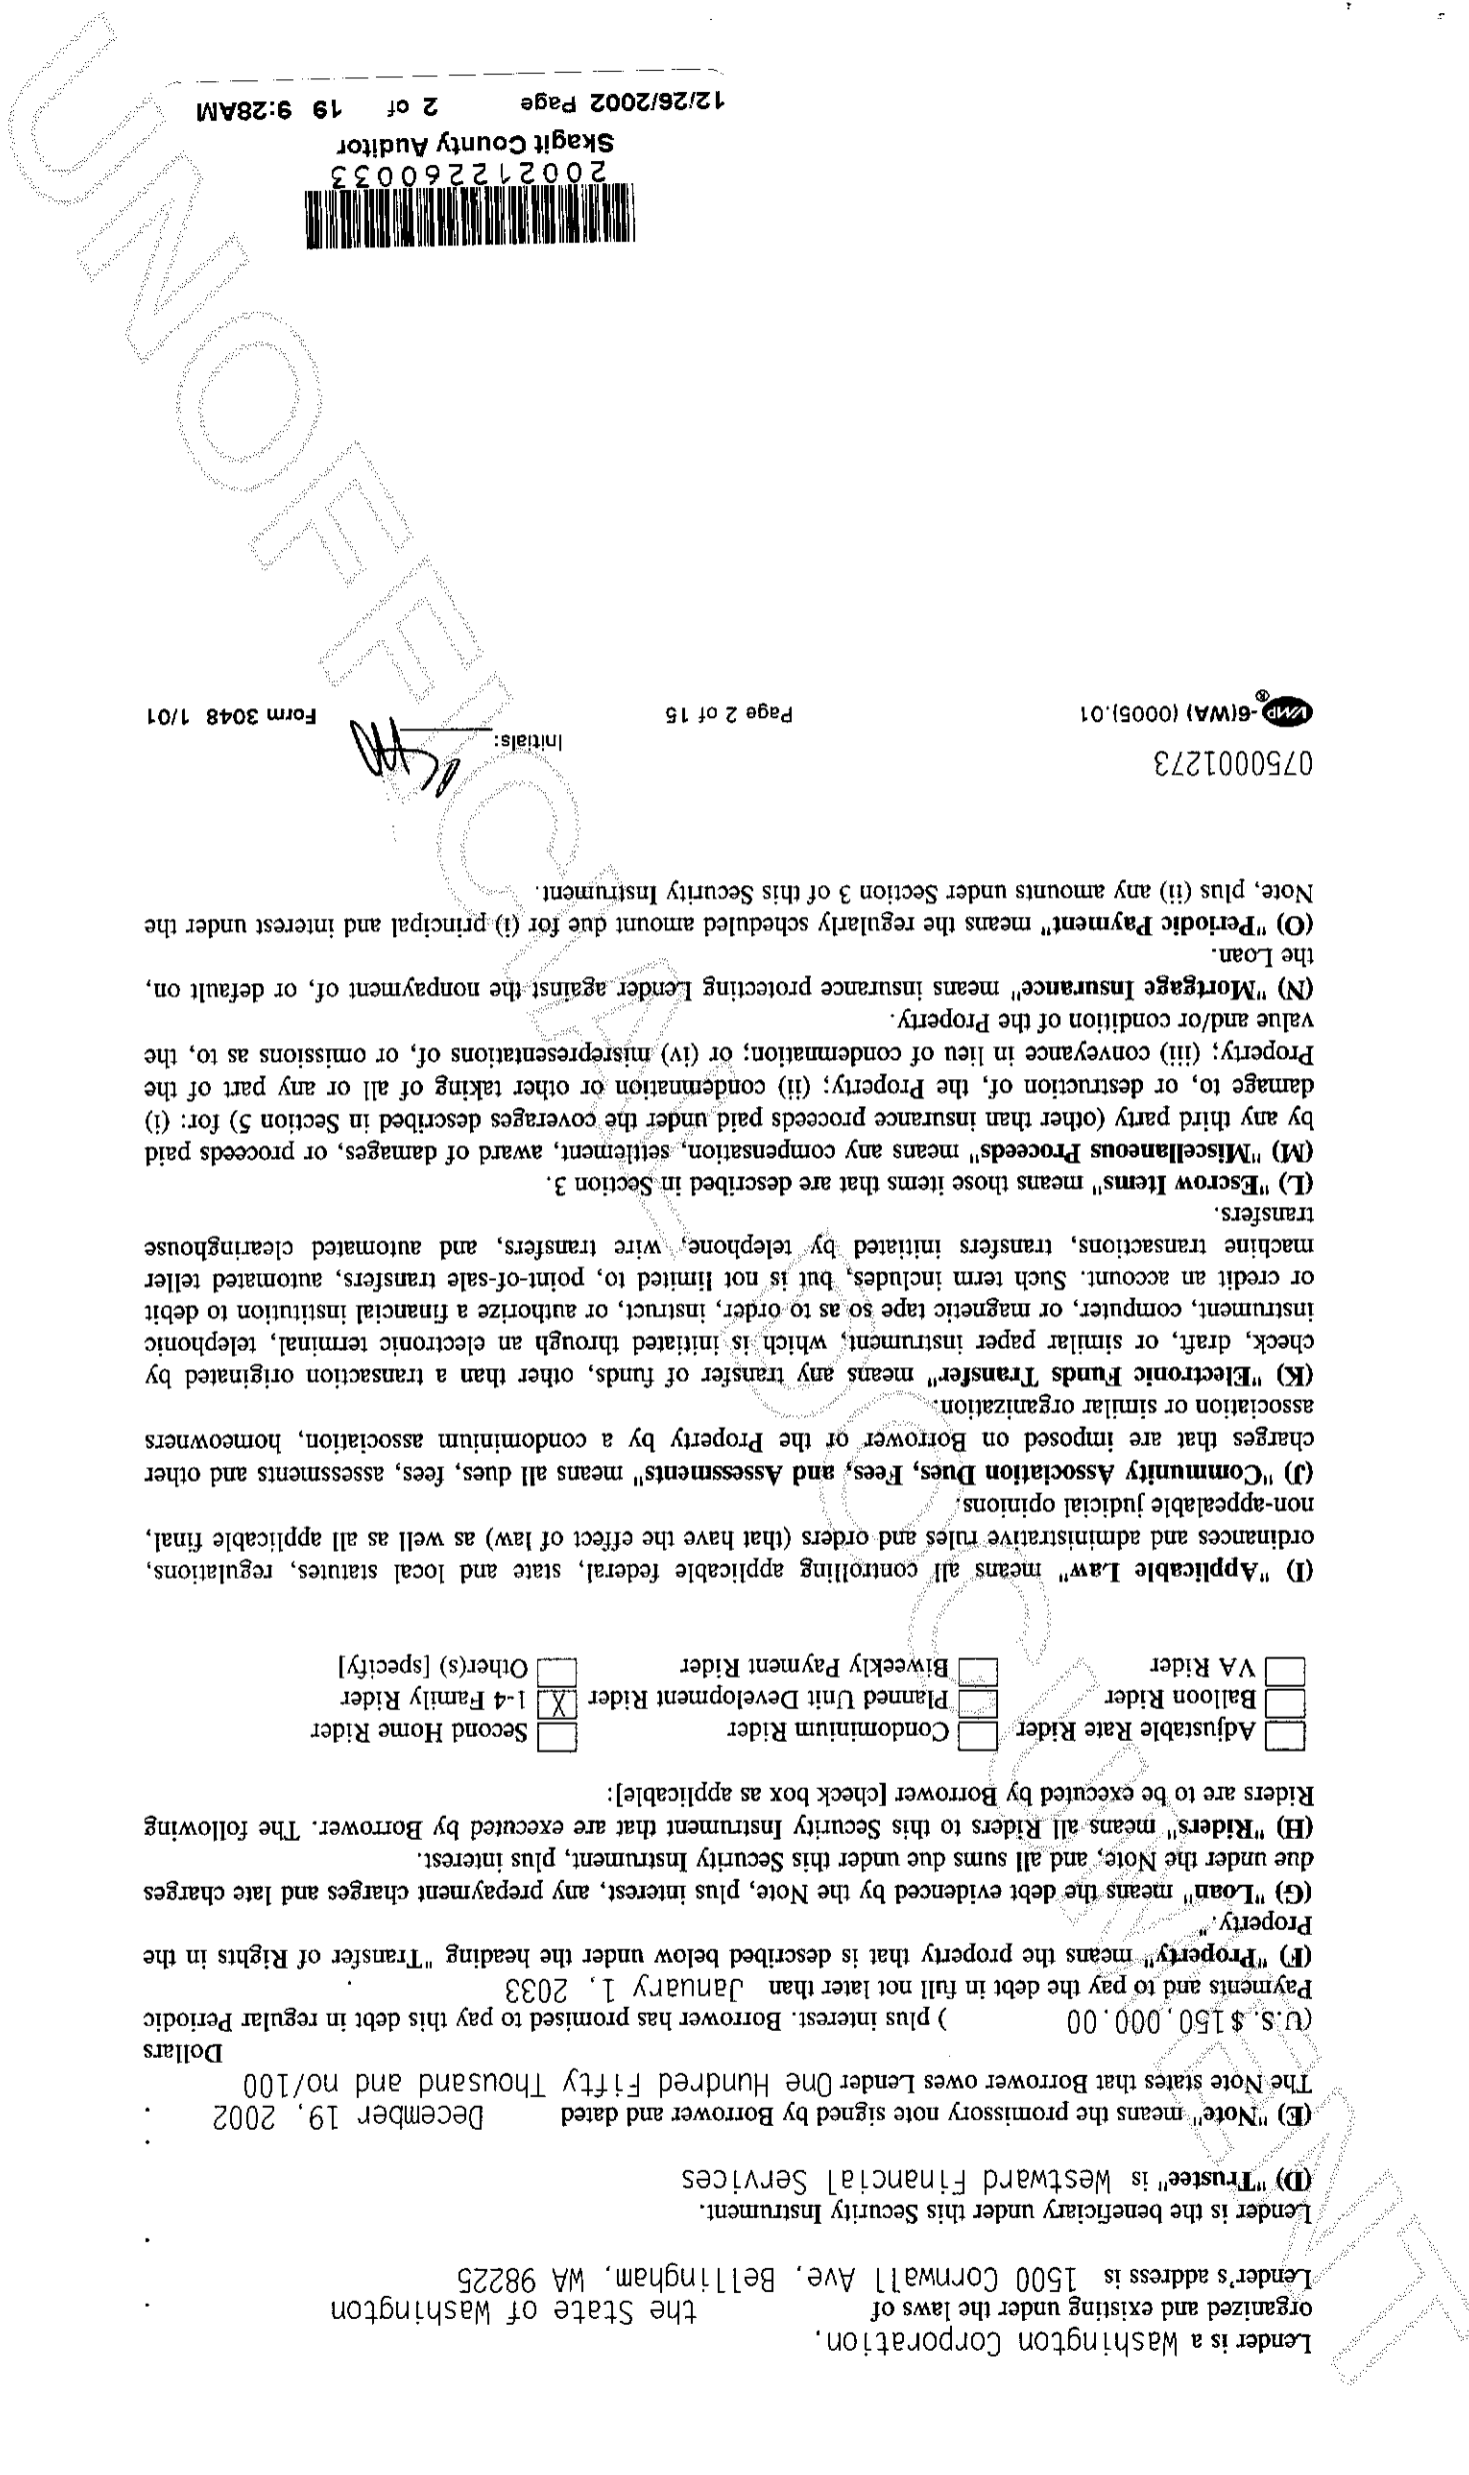 Lender is a Washington Corporation,
organized and existing under the laws of the State of Washington .
Lender's address is 1500 Cornwall Ave, Bellingham, WA 98225
.
Lender is the beneficiary under this Security Instrument.
(D) "Trustee" is Westward Financial Services
.
(E) "Note" means the promissory note signed by Borrower and dated December 19, 2002 .
The Note states that Borrower owes Lender One Hundred Fifty Thousand and no/100
Dollars
(U.S. $150,000.00 ) plus interest. Borrower has promised to pay this debt in regular Periodic
Payments and to pay the debt in full not later than January 1, 2033 .
(F) "Property" means the property that is described below under the heading "Transfer of Rights in the
Property."
(G) "Loan" means the debt evidenced by the Note, plus interest, any prepayment charges and late charges
due under the Note, and all sums due under this Security Instrument, plus interest.
(H) "Riders" means all Riders to this Security Instrument that are executed by Borrower. The following
Riders are to be executed by Borrower [check box as applicable]:
Adjustable Rate Rider Condominium Rider Second Home Rider
Balloon Rider Planned Unit Development Rider X 1-4 Family Rider
VA Rider Biweekly Payment Rider Other(s) [specify]
(I) "Applicable Law" means all controlling applicable federal, state and local statutes, regulations,
ordinances and administrative rules and orders (that have the effect of law) as well as all applicable final,
non-appealable judicial opinions.
(J) "Community Association Dues, Fees, and Assessments" means all dues, fees, assessments and other
charges that are imposed on Borrower or the Property by a condominium association, homeowners
association or similar organization.
(K) "Electronic Funds Transfer" means any transfer of funds, other than a transaction originated by
check, draft, or similar paper instrument, which is initiated through an electronic terminal, telephonic
instrument, computer, or magnetic tape so as to order, instruct, or authorize a financial institution to debit
or credit an account. Such term includes, but is not limited to, point-of-sale transfers, automated teller
machine transactions, transfers initiated by telephone, wire transfers, and automated clearinghouse
transfers.
(L) "Escrow Items" means those items that are described in Section 3.
(M) "Miscellaneous Proceeds" means any compensation, settlement, award of damages, or proceeds paid
by any third party (other than insurance proceeds paid under the coverages described in Section 5) for: (i)
damage to, or destruction of, the Property; (ii) condemnation or other taking of all or any part of the
Property; (iii) conveyance in lieu of condemnation; or (iv) misrepresentations of, or omissions as to, the
value and/or condition of the Property.
(N) "Mortgage Insurance" means insurance protecting Lender against the nonpayment of, or default on,
the Loan.
(O) "Periodic Payment" means the regularly scheduled amount due for (i) principal and interest under the
Note, plus (ii) any amounts under Section 3 of this Security Instrument.
0750001273
Initials:
VMP®-6(WA) (0005).01 Page 2 of 15 Form 3048 1/01
200212260033
Skagit County Auditor
12/26/2002 Page 2 of 19 9:28AM
UNOFFICIAL DOCUMENT